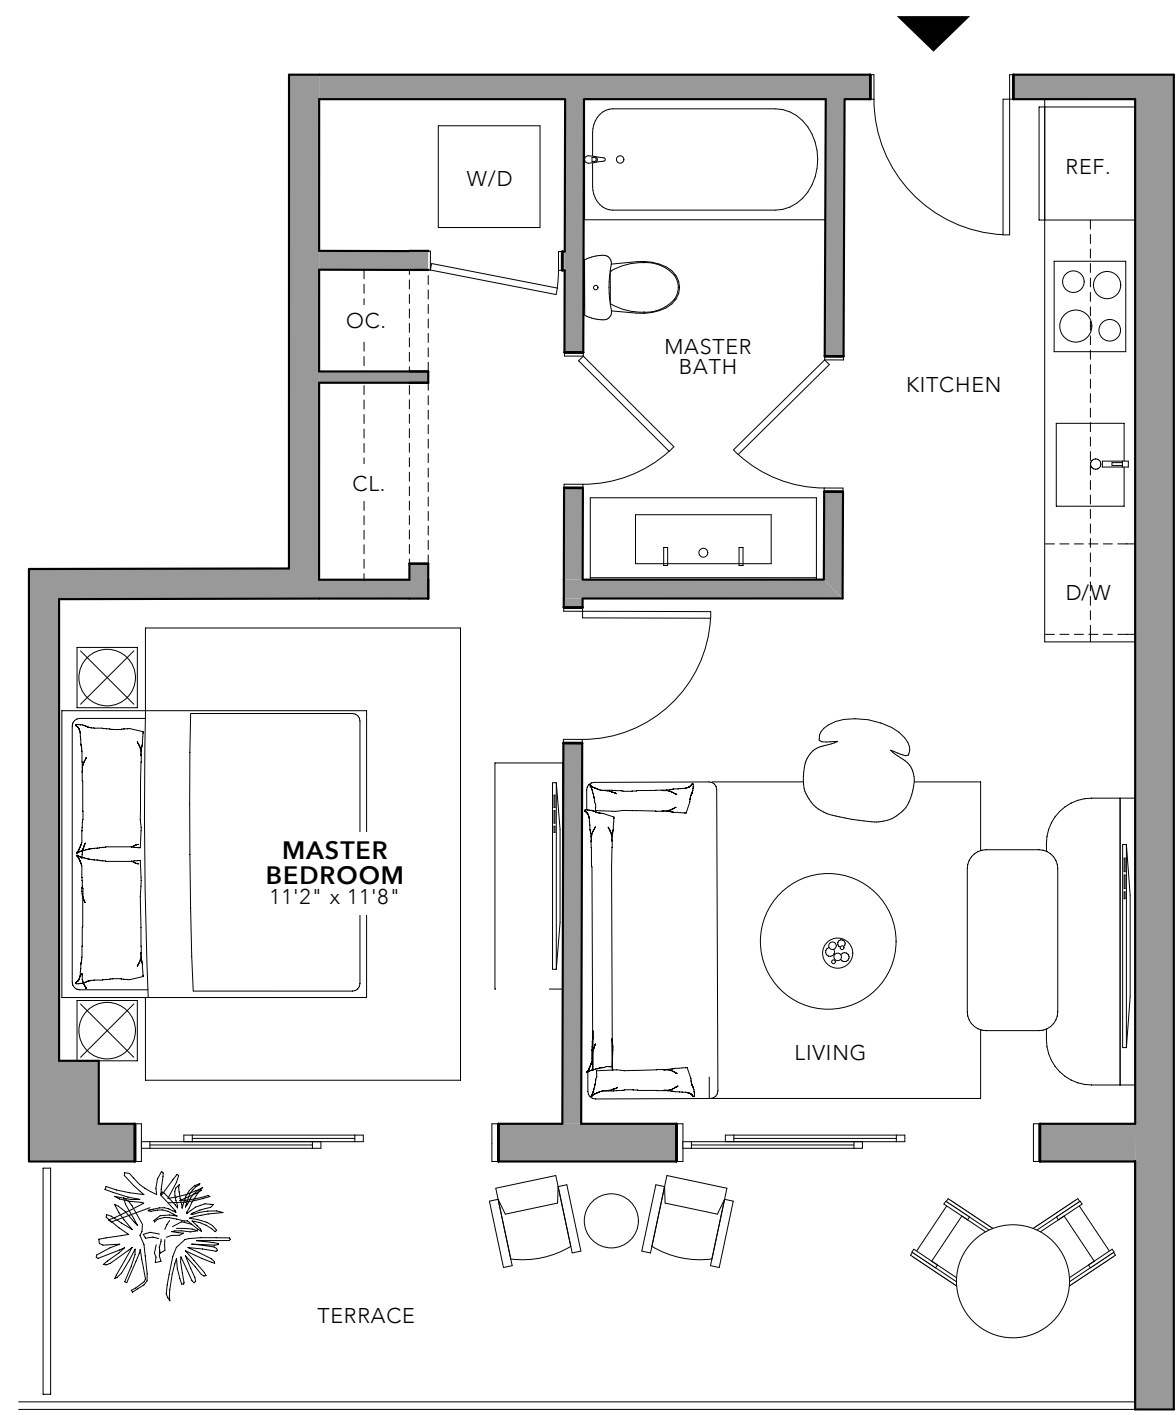 W/D
REF.
OC.
MASTER
BATH
KITCHEN
CL.
D/W
MASTER
BEDROOM
11'2" x 11'8"
LIVING
TERRACE